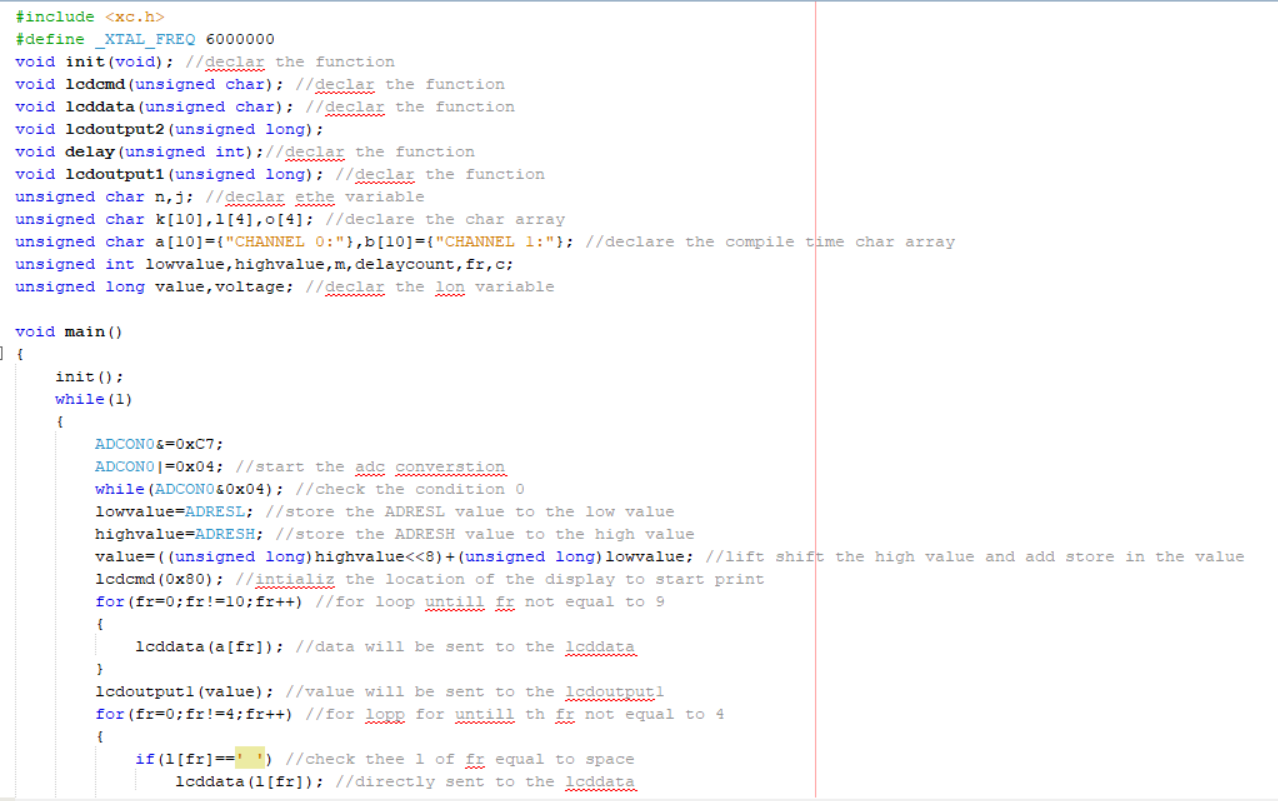 #include <xc.h>
#define _XTAL_FREQ 6000000
void init(void); //declar the function
void lcdcmd(unsigned char); //declar the function
void lcddata(unsigned char); //declar the function
void lcdoutput2(unsigned long);
void delay(unsigned int);//declar the function
void lcdoutput1(unsigned long); //declar the function
unsigned char n,j; //declar ethe variable
unsigned char k[10],l[4],o[4]; //declare the char array
unsigned char a[10]={"CHANNEL 0:"},b[10]={"CHANNEL 1:"}; //declare the compile time char array
unsigned int lowvalue,highvalue,m,delaycount,fr,c;
unsigned long value,voltage; //declar the lon variable
void main()
{
init();
while(1)
{
ADCON0&=0xC7;
ADCON0|=0x04; //start the adc converstion
while(ADCON0&0x04); //check the condition 0
lowvalue=ADRESL; //store the ADRESL value to the low value
highvalue=ADRESH; //store the ADRESH value to the high value
value=((unsigned long)highvalue<<8)+(unsigned long)lowvalue; //lift shift the high value and add store in the value
lcdcmd(0x80); //intializ the location of the display to start print
for(fr=0;fr!=10;fr++) //for loop untill fr not equal to 9
{
lcddata(a[fr]); //data will be sent to the lcddata
}
lcdoutput1(value); //value will be sent to the lcdoutput1
for(fr=0;fr!=4;fr++) //for lopp for untill th fr not equal to 4
{
if(l[fr]==' ') //check thee l of fr equal to space
lcddata(l[fr]); //directly sent to the lcddata